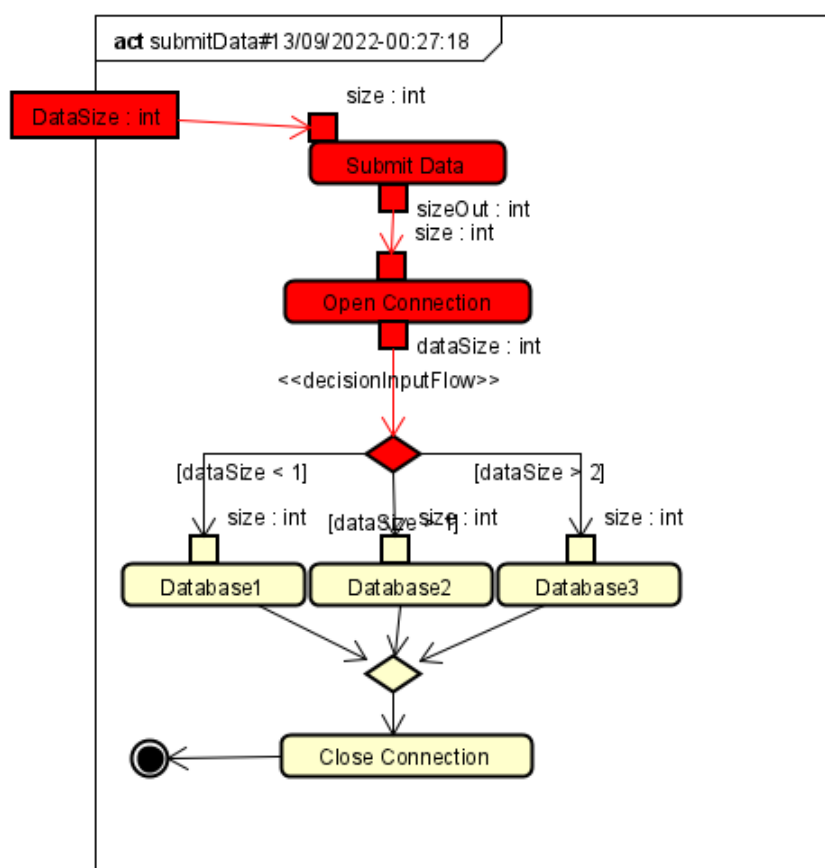 act submitData#13/09/2022-00:27:18
size : int
DataSize : int
Submit Data
sizeOut : int
size : int
Open Connection
dataSize : int
<<decisionInputFlow>>
[dataSize < 1]
[dataSize > 2]
size : int
[dataSize > 1]
size : int
size : int
Database1
Database2
Database3
Close Connection